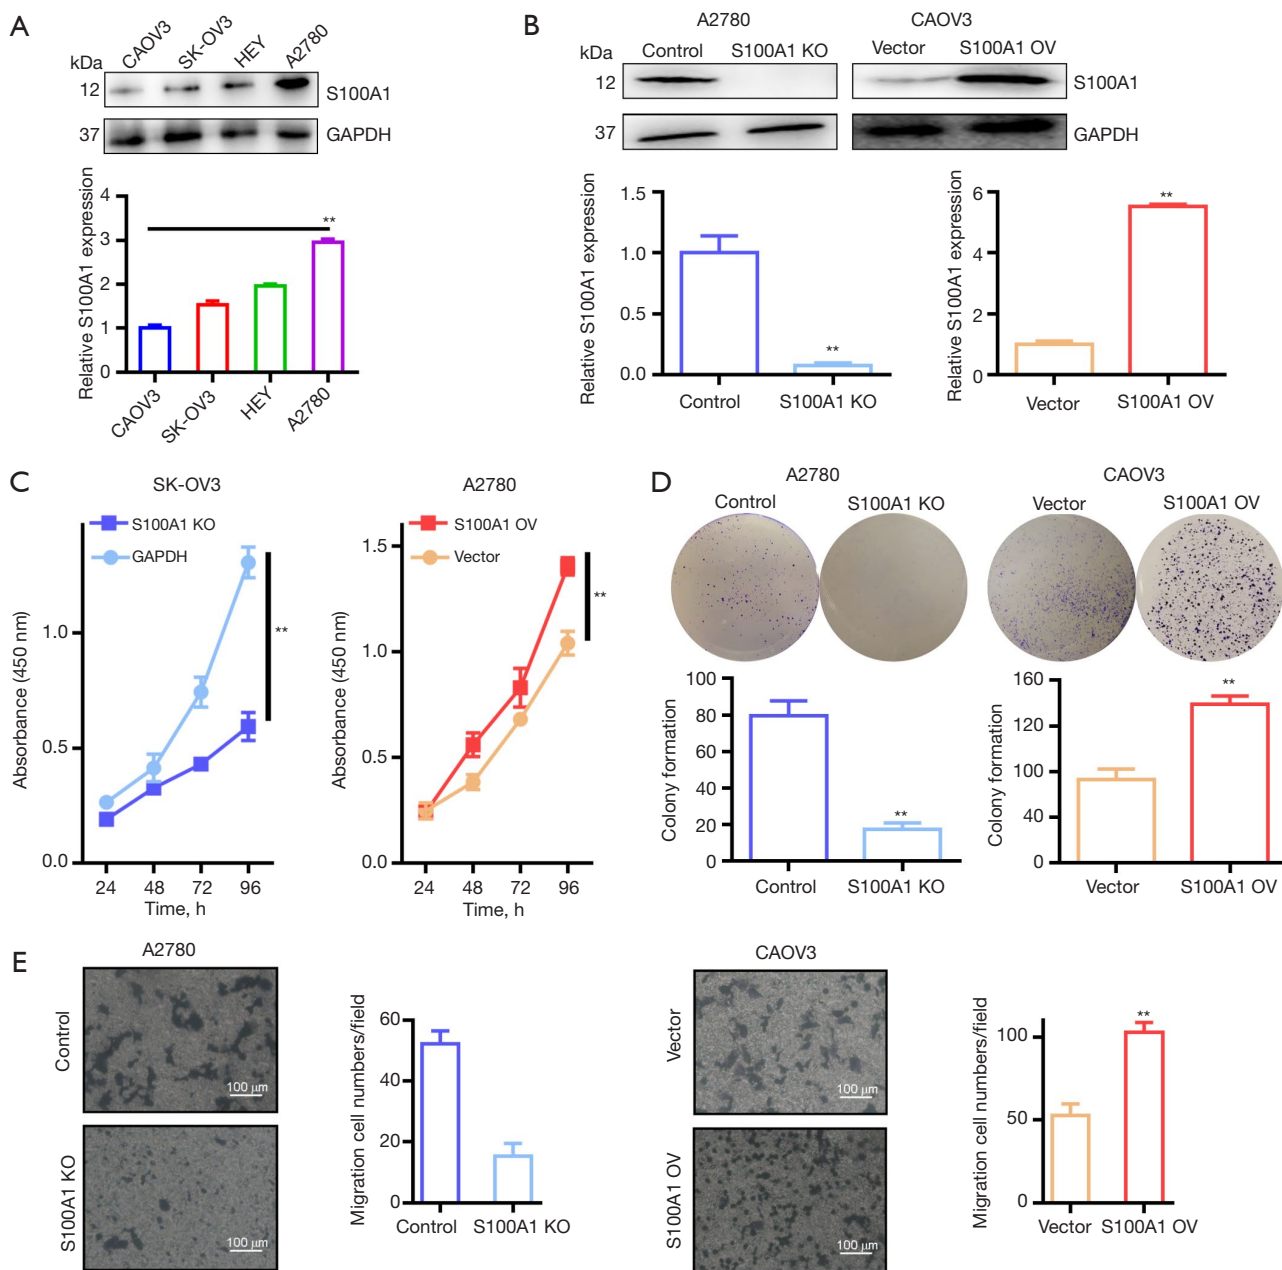 A
CAOV3
SK-OV3
HEY
A2780
kDa
12
S100A1
37
GAPDH
Relative S100A1 expression
4
3
2
1
0
**
CAOV3
SK-OV3
HEY
A2780
B
A2780
CAOV3
kDa
Control
S100A1 KO
Vector
S100A1 OV
12
S100A1
37
GAPDH
Relative S100A1 expression
1.5
1.0
0.5
0.0
**
Control
S100A1 KO
Relative S100A1 expression
6
4
2
0
**
Vector
S100A1 OV
C
SK-OV3
S100A1 KO
GAPDH
Absorbance (450 nm)
1.0
0.5
0.0
**
24
48
72
96
Time, h
A2780
S100A1 OV
Vector
Absorbance (450 nm)
1.5
1.0
0.5
0.0
**
24
48
72
96
Time, h
D
A2780
CAOV3
Control
S100A1 KO
Vector
S100A1 OV
Colony formation
100
80
60
40
20
0
**
Control
S100A1 KO
Colony formation
160
120
100
140
0
**
Vector
S100A1 OV
E
A2780
Control
100 μm
S100A1 KO
100 μm
Migration cell numbers/field
60
40
20
0
Control
S100A1 KO
CAOV3
Vector
100 μm
S100A1 OV
100 μm
Migration cell numbers/field
100
50
0
**
Vector
S100A1 OV